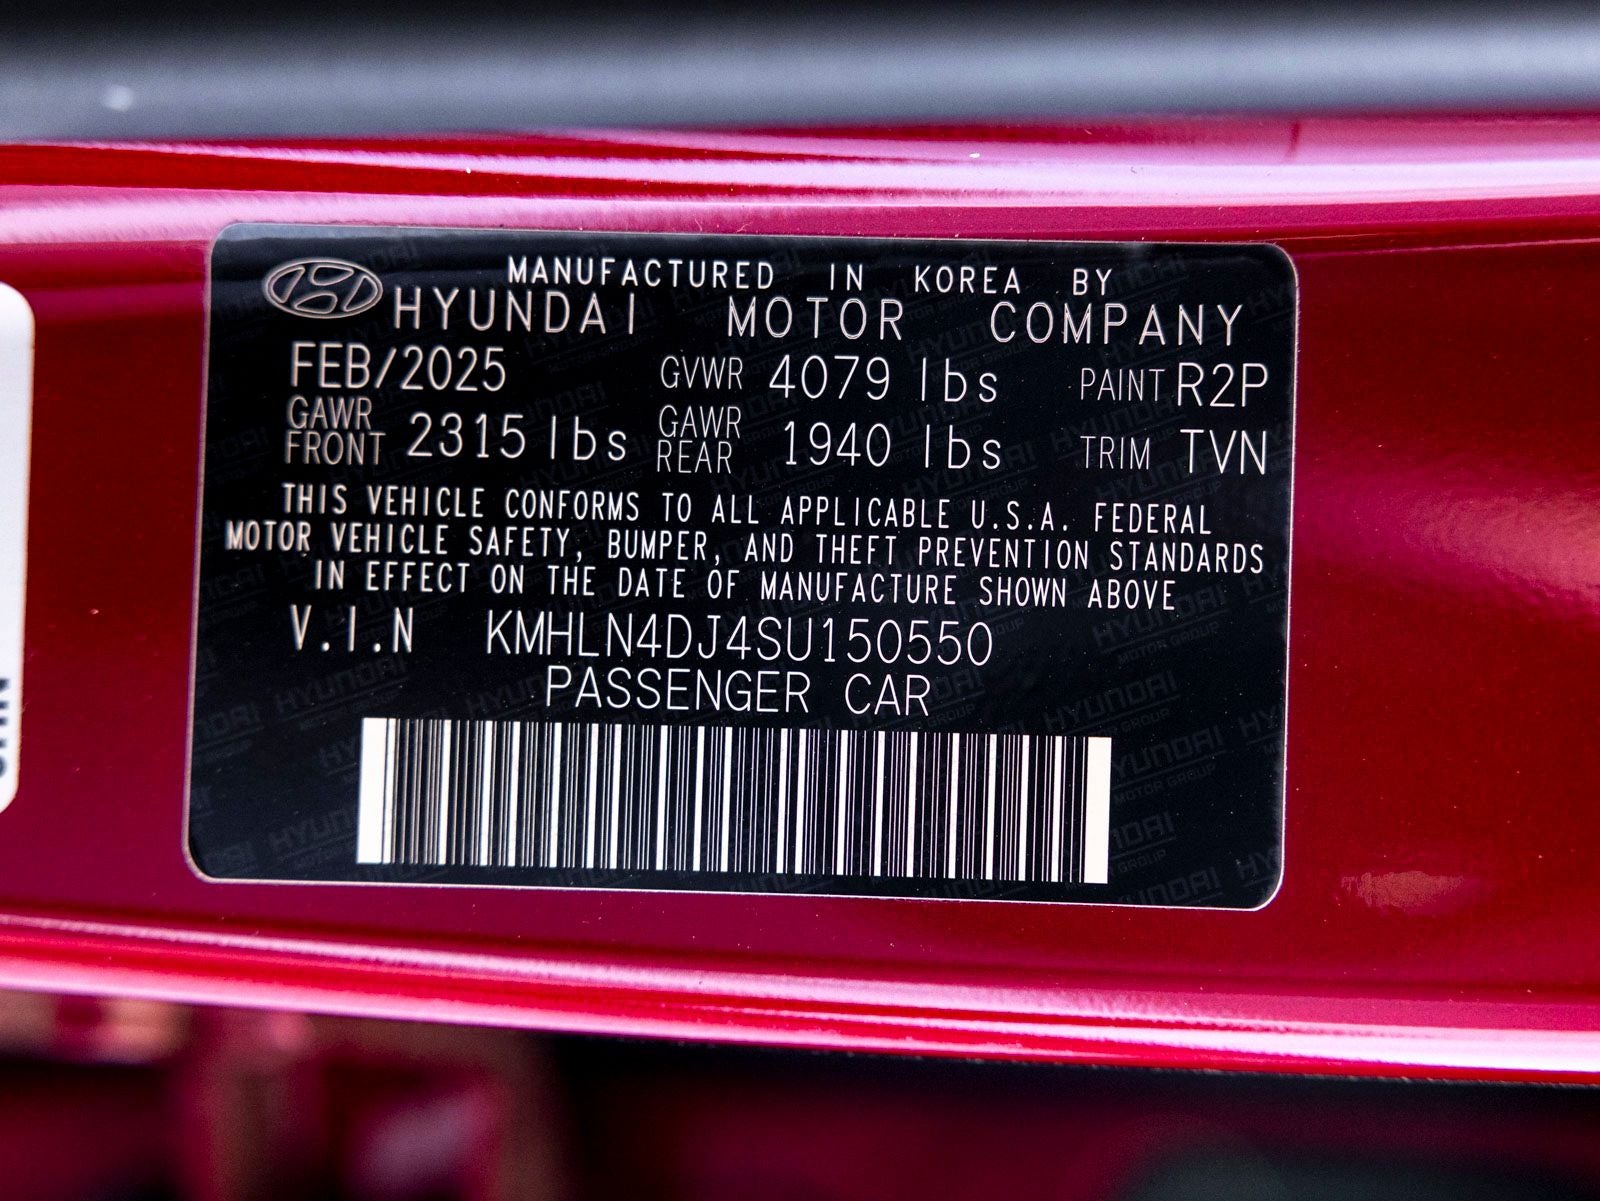 MANUFACTURED IN KOREA BY
HYUNDAI MOTOR COMPANY
FEB/2025 GVWR 4079 lbs PAINT R2P
GAWR FRONT 2315 lbs GAWR REAR 1940 lbs TRIM TVN
THIS VEHICLE CONFORMS TO ALL APPLICABLE U.S.A. FEDERAL
MOTOR VEHICLE SAFETY, BUMPER, AND THEFT PREVENTION STANDARDS
IN EFFECT ON THE DATE OF MANUFACTURE SHOWN ABOVE
V.I.N KMHLN4DJ4SU150550
PASSENGER CAR